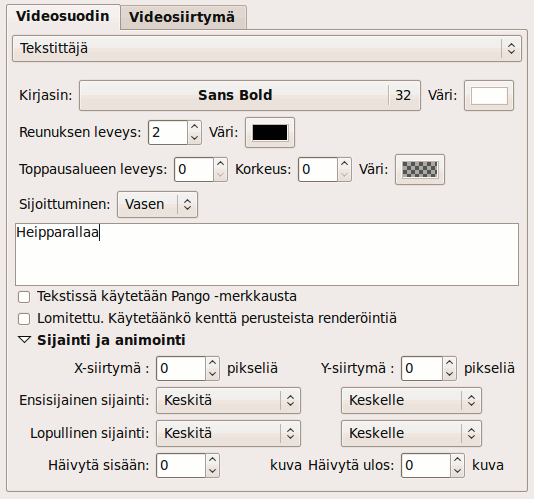 Videosuodin Videosiirtymä
Tekstittäjä
Kirjasin: Sans Bold 32 Väri:
Reunuksen leveys: 2 Väri:
Toppausalueen leveys: 0 Korkeus: 0 Väri:
Sijoittuminen: Vasen
Heipparallaa
Tekstissä käytetään Pango -merkkausta
Lomitettu. Käytetäänkö kenttä perusteista renderöintiä
Sijainti ja animointi
X-siirtymä : 0 pikseliä Y-siirtymä : 0 pikseliä
Ensisijainen sijainti: Keskitä Keskelle
Lopullinen sijainti: Keskitä Keskelle
Häivytä sisään: 0 kuva Häivytä ulos: 0 kuva